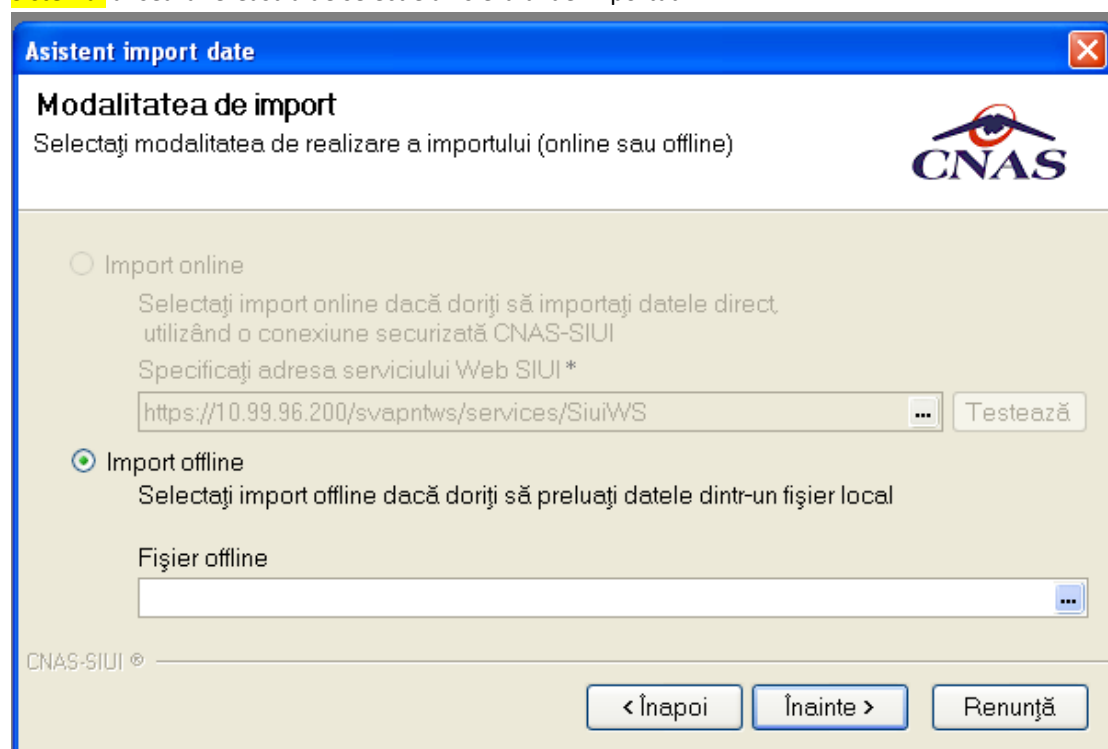 Asistent import date
Modalitatea de import
Selectaţi modalitatea de realizare a importului (online sau offline)
CNAS
Import online
Selectaţi import online dacă doriţi să importaţi datele direct,
utilizând o conexiune securizată CNAS-SIUI
Specificaţi adresa serviciului Web SIUI *
https://10.99.96.200/svapntws/services/SiuiWS ... Testează
Import offline
Selectaţi import offline dacă doriţi să preluaţi datele dintr-un fişier local
Fişier offline
...
CNAS-SIUI ®
< Înapoi Înainte > Renunţă